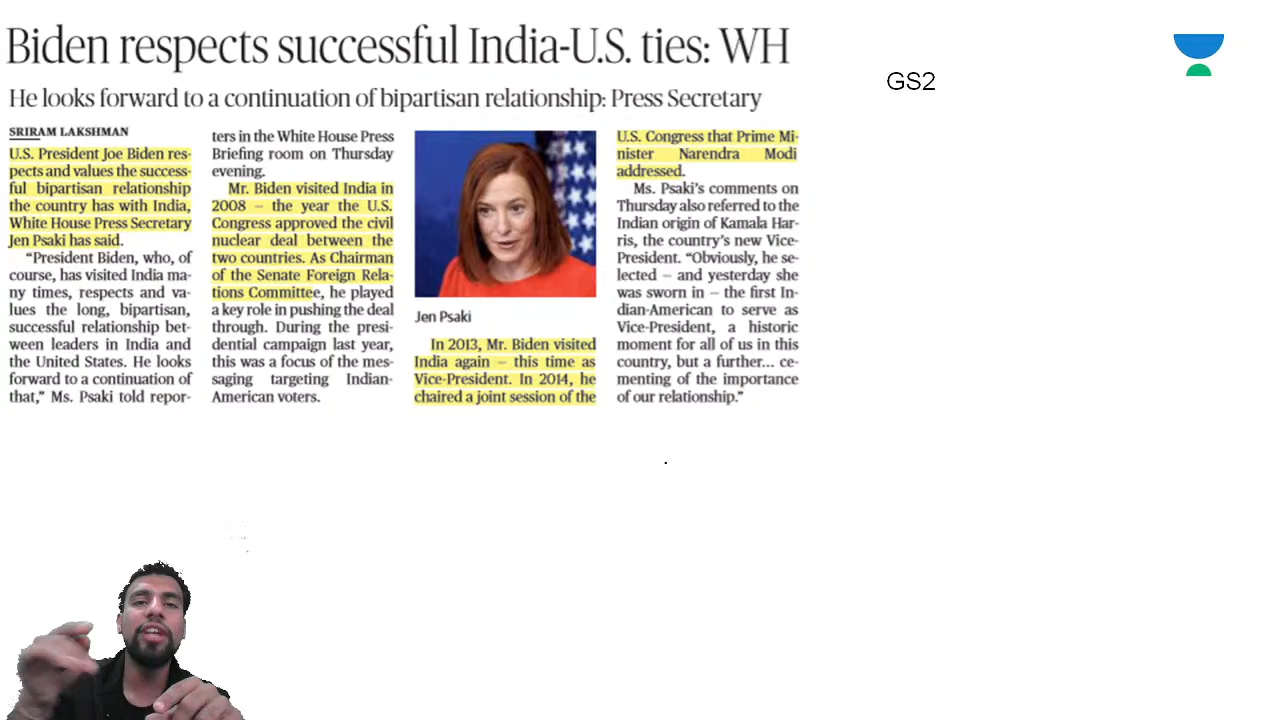 Biden respects successful India-U.S. ties: WH
He looks forward to a continuation of bipartisan relationship: Press Secretary
SRIRAM LAKSHMAN
U.S. President Joe Biden res-
pects and values the success-
ful bipartisan relationship
the country has with India,
White House Press Secretary
Jen Psaki has said.
“President Biden, who, of
course, has visited India ma-
ny times, respects and va-
lues the long, bipartisan,
successful relationship bet-
ween leaders in India and
the United States. He looks
forward to a continuation of
that,” Ms. Psaki told repor-
ters in the White House Press
Briefing room on Thursday
evening.
Mr. Biden visited India in
2008 — the year the U.S.
Congress approved the civil
nuclear deal between the
two countries. As Chairman
of the Senate Foreign Rela-
tions Committee, he played
a key role in pushing the deal
through. During the presi-
dential campaign last year,
this was a focus of the mes-
saging targeting Indian-
American voters.
Jen Psaki
In 2013, Mr. Biden visited
India again — this time as
Vice-President. In 2014, he
chaired a joint session of the
U.S. Congress that Prime Mi-
nister Narendra Modi
addressed.
Ms. Psaki’s comments on
Thursday also referred to the
Indian origin of Kamala Har-
ris, the country’s new Vice-
President. “Obviously, he se-
lected — and yesterday she
was sworn in — the first In-
dian-American to serve as
Vice-President, a historic
moment for all of us in this
country, but a further... ce-
menting of the importance
of our relationship.”
GS2